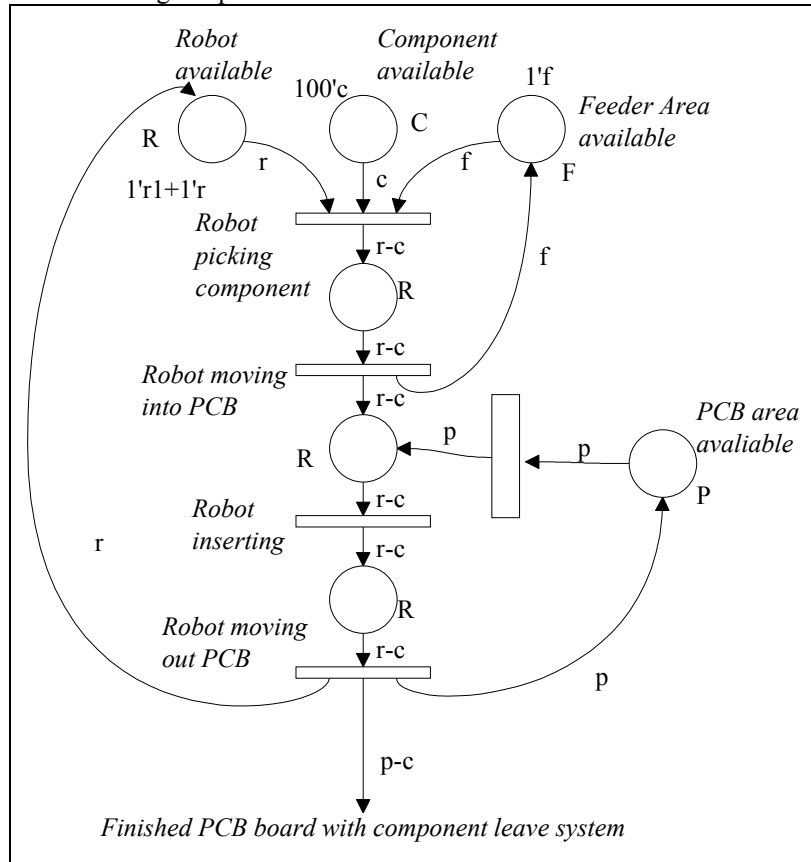 Robot
available
Component
available
100'c
1'f
Feeder Area
available
R
C
F
1'r1+1'r
r
c
f
Robot
picking
component
r-c
R
f
r-c
Robot moving
into PCB
r-c
PCB area
avaliable
p
p
R
P
r-c
Robot
inserting
r-c
r
R
Robot moving
out PCB
r-c
p
p-c
Finished PCB board with component leave system